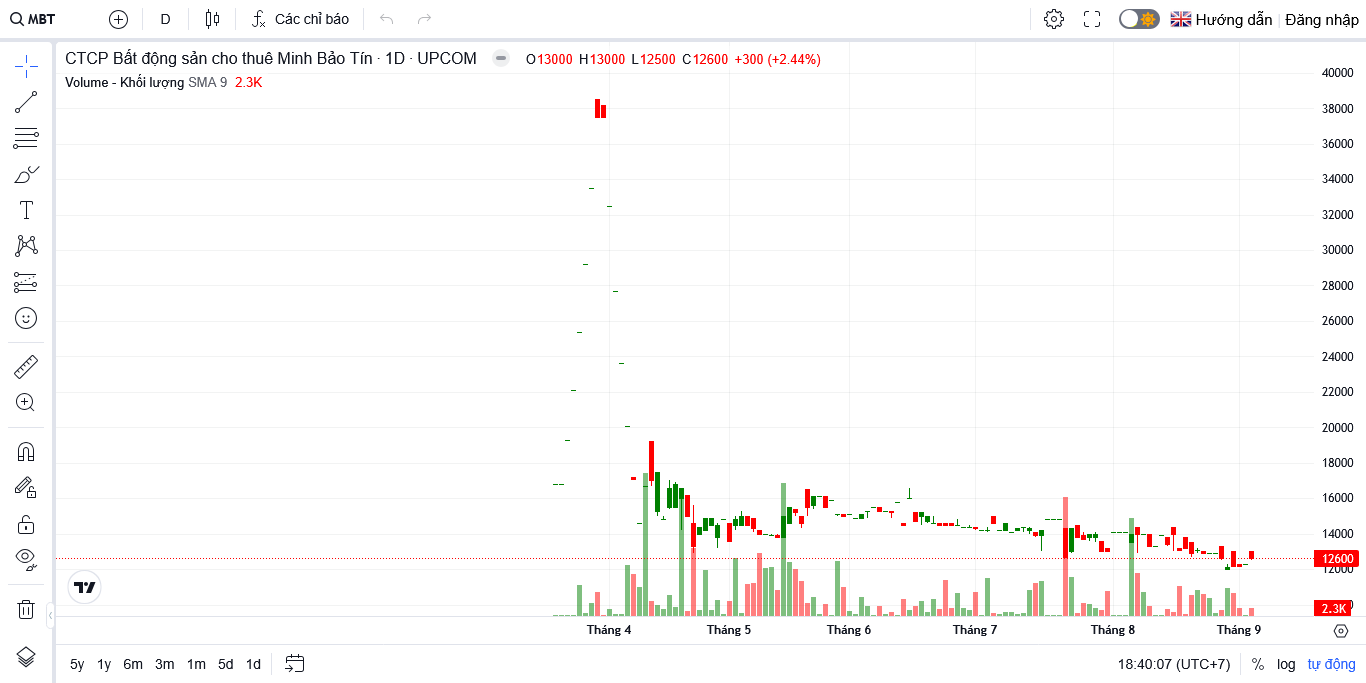 MBT D Các chỉ báo Hướng dẫn Đăng nhập
CTCP Bất động sản cho thuê Minh Bảo Tín · 1D · UPCOM O13000 H13000 L12500 C12600 +300 (+2.44%)
Volume - Khối lượng SMA 9 2.3K
40000
38000
36000
34000
32000
30000
28000
26000
24000
22000
20000
18000
16000
14000
12600
12000
2.3K
Tháng 4 Tháng 5 Tháng 6 Tháng 7 Tháng 8 Tháng 9
5y 1y 6m 3m 1m 5d 1d 18:40:07 (UTC+7) % log tự động